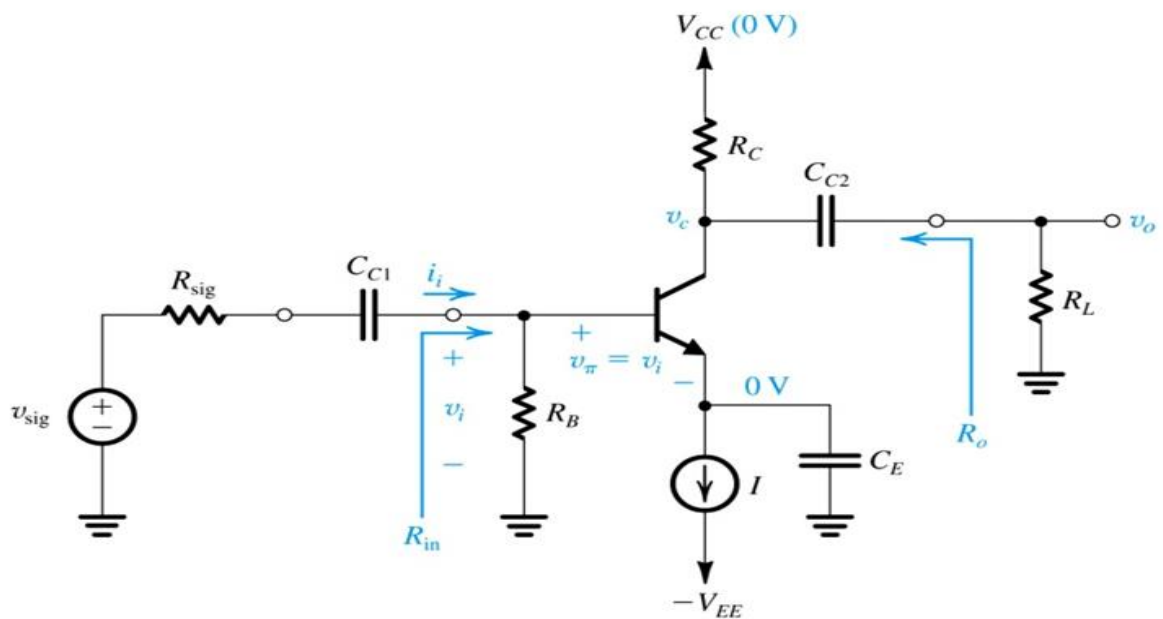 V_CC (0 V)
R_C
C_C2
v_c
v_o
C_C1
i_i
R_sig
R_L
+
+
v_π = v_i
−
0 V
v_sig
+
−
v_i
R_B
R_o
−
I
C_E
R_in
−V_EE